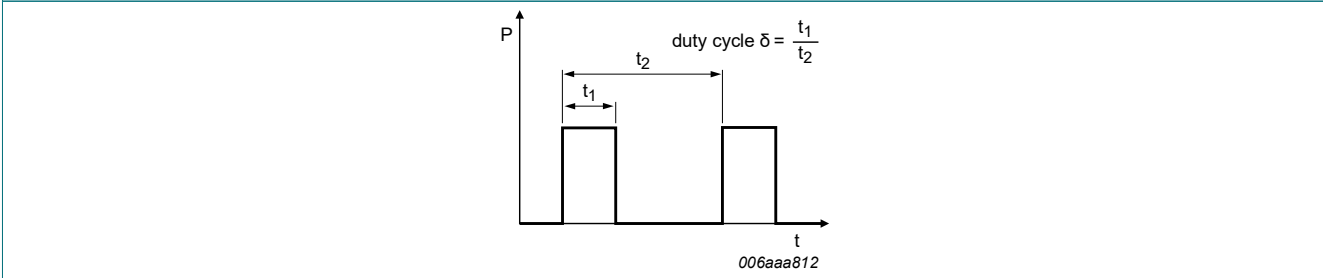 P
duty cycle δ = t1
t2
t2
t1
t
006aaa812